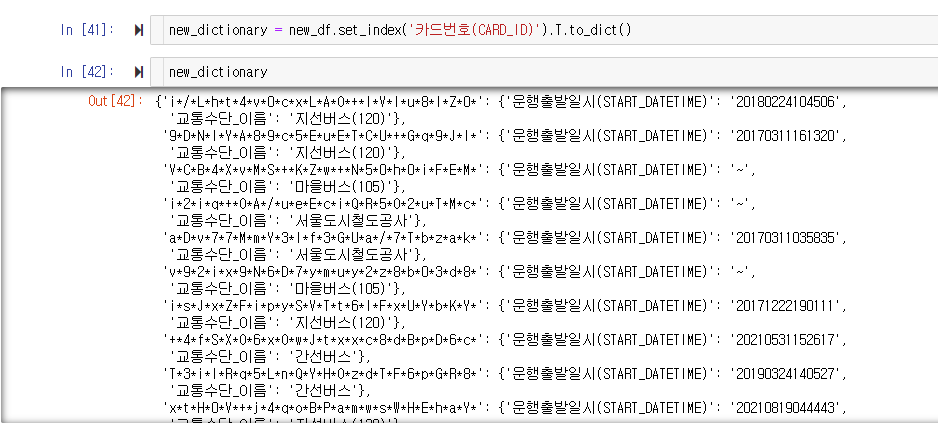 In [41]: new_dictionary = new_df.set_index('카드번호(CARD_ID)').T.to_dict()
In [42]: new_dictionary
Out[42]: {'i*/*L*h*t*4*v*0*c*x*L*A*0*+*I*V*I*u*8*I*Z*0*': {'운행출발일시(START_DATETIME)': '20180224104506',
'교통수단_이름': '지선버스(120)'},
'9*D*N*I*Y*A*8*9*c*5*E*u*E*T*C*U*+*G*q*9*J*I*': {'운행출발일시(START_DATETIME)': '20170311161320',
'교통수단_이름': '지선버스(120)'},
'V*C*B*4*X*v*M*S*+*K*Z*w*+*N*5*0*h*0*i*F*E*M*': {'운행출발일시(START_DATETIME)': '~',
'교통수단_이름': '마을버스(105)'},
'i*2*i*q*+*0*A*/*u*e*E*c*i*Q*R*5*0*2*u*T*M*c*': {'운행출발일시(START_DATETIME)': '~',
'교통수단_이름': '서울도시철도공사'},
'a*D*v*7*7*M*m*Y*3*I*f*3*G*U*a*/*7*T*b*z*a*k*': {'운행출발일시(START_DATETIME)': '20170311035835',
'교통수단_이름': '서울도시철도공사'},
'v*9*2*i*x*9*N*6*D*7*y*m*u*y*2*z*8*b*0*3*d*8*': {'운행출발일시(START_DATETIME)': '~',
'교통수단_이름': '마을버스(105)'},
'i*s*J*x*Z*F*i*p*y*S*V*T*t*6*I*F*x*U*Y*b*K*Y*': {'운행출발일시(START_DATETIME)': '20171222190111',
'교통수단_이름': '지선버스(120)'},
'+*4*f*S*X*0*6*x*0*w*J*t*x*x*c*8*d*B*p*D*6*c*': {'운행출발일시(START_DATETIME)': '20210531152617',
'교통수단_이름': '간선버스'},
'T*3*i*I*R*q*5*L*n*Q*Y*H*0*z*d*T*F*6*p*G*R*8*': {'운행출발일시(START_DATETIME)': '20190324140527',
'교통수단_이름': '간선버스'},
'x*t*H*0*V*+*j*4*q*o*B*P*a*m*w*s*W*H*E*h*a*Y*': {'운행출발일시(START_DATETIME)': '20210819044443',